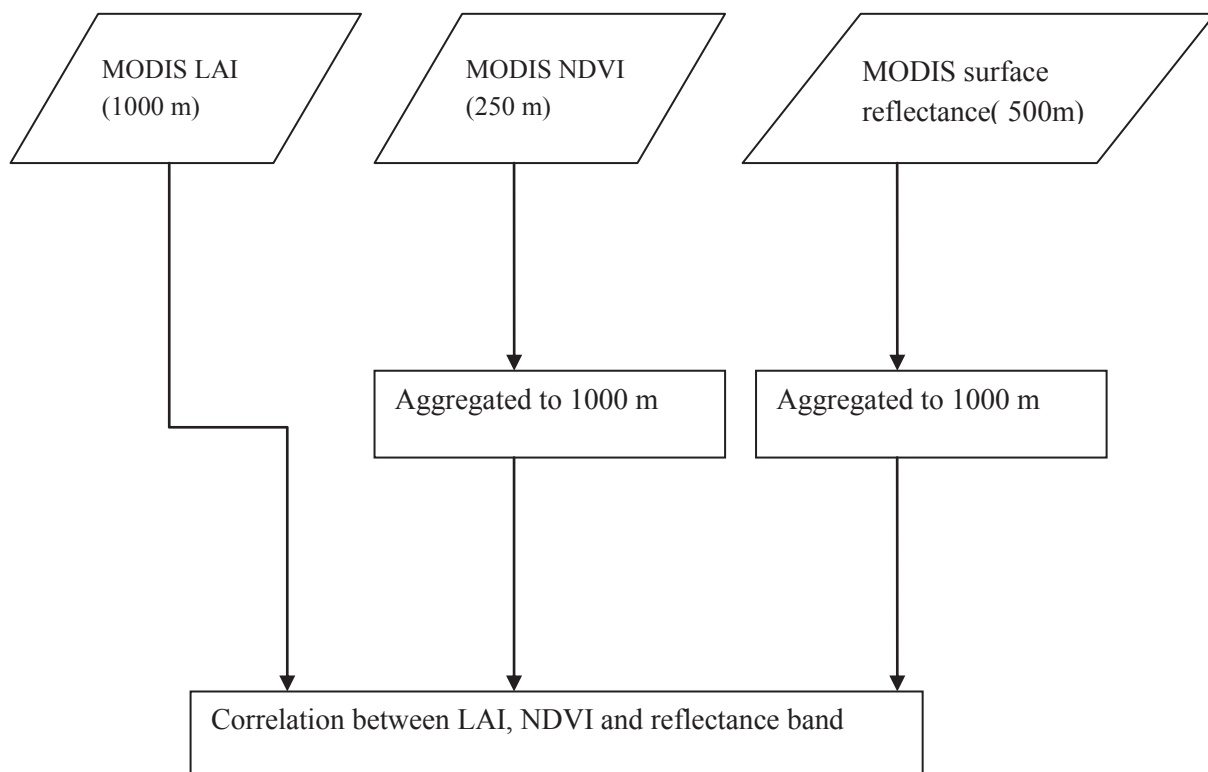 MODIS LAI
(1000 m)
MODIS NDVI
(250 m)
MODIS surface
reflectance( 500m)
Aggregated to 1000 m
Aggregated to 1000 m
Correlation between LAI, NDVI and reflectance band